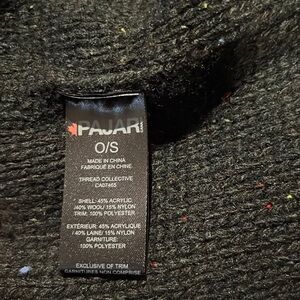 PAJAR
O/S
MADE IN CHINA
FABRIQUÉ EN CHINE
THREAD COLLECTIVE
CA07465
* SHELL: 45% ACRYLIC
/40% WOOL/ 15% NYLON
TRIM: 100% POLYESTER
EXTÉRIEUR: 45% ACRYLIC
/40% LAINE/ 15% NYLON
GARNITURE:
100% POLYESTER
EXCLUSIVE OF TRIM
GARNITURES NON COMPRISE